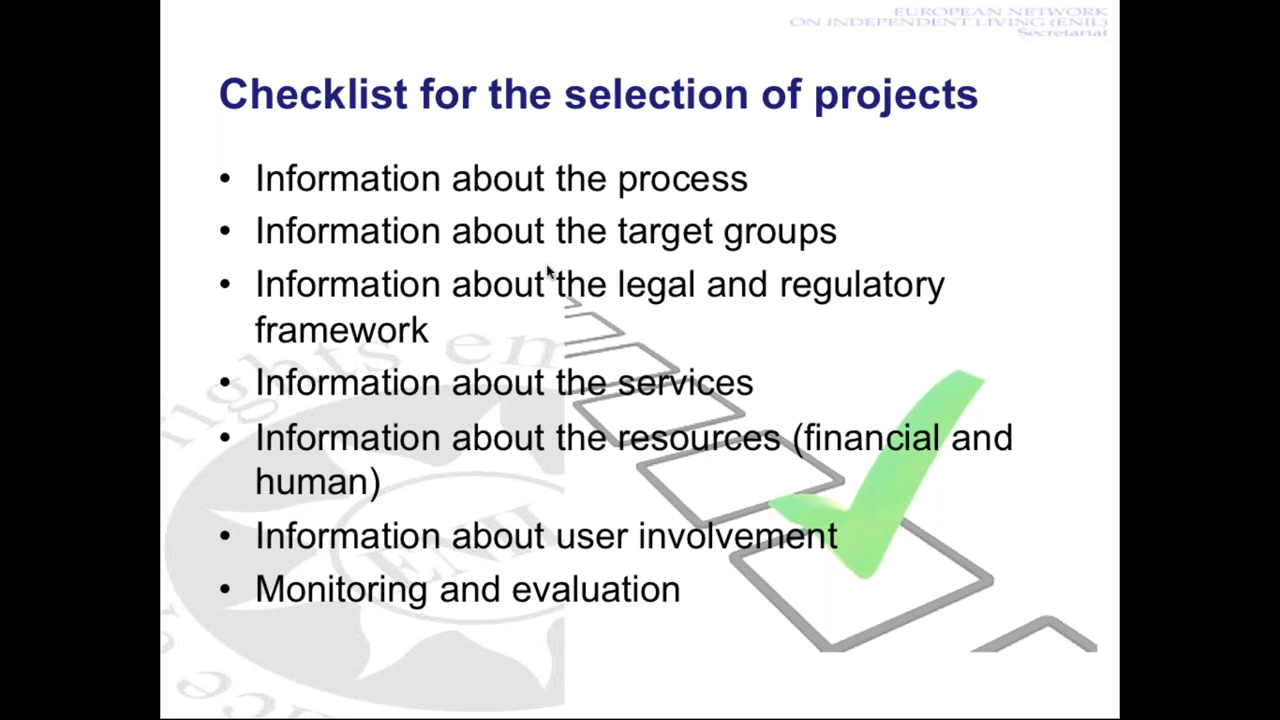 EUROPEAN NETWORK
ON INDEPENDENT LIVING (ENIL)
Secretariat
Checklist for the selection of projects
• Information about the process
• Information about the target groups
• Information about the legal and regulatory
framework
• Information about the services
• Information about the resources (financial and
human)
• Information about user involvement
• Monitoring and evaluation
ENIL